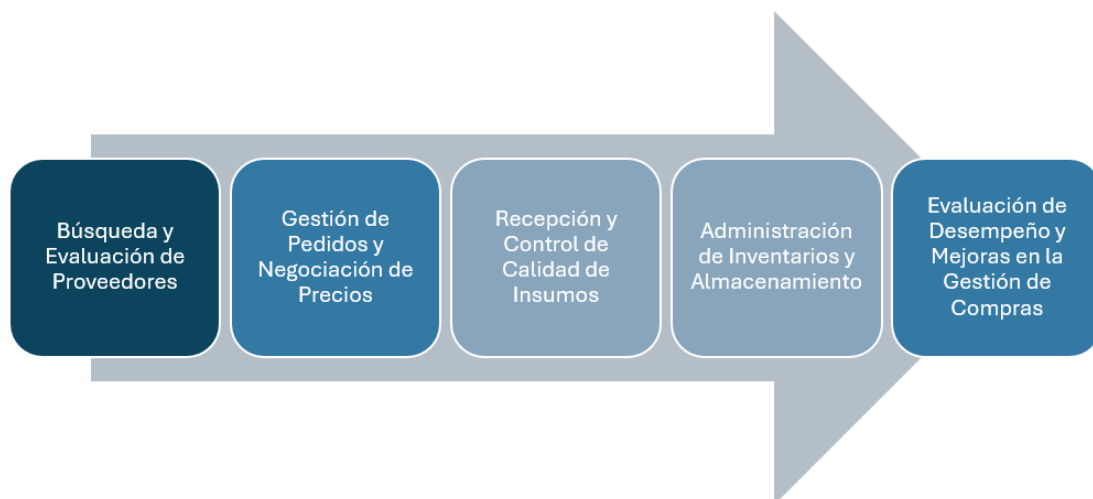 Búsqueda y
Evaluación de
Proveedores
Gestión de
Pedidos y
Negociación de
Precios
Recepción y
Control de
Calidad de
Insumos
Administración
de Inventarios y
Almacenamiento
Evaluación de
Desempeño y
Mejoras en la
Gestión de
Compras